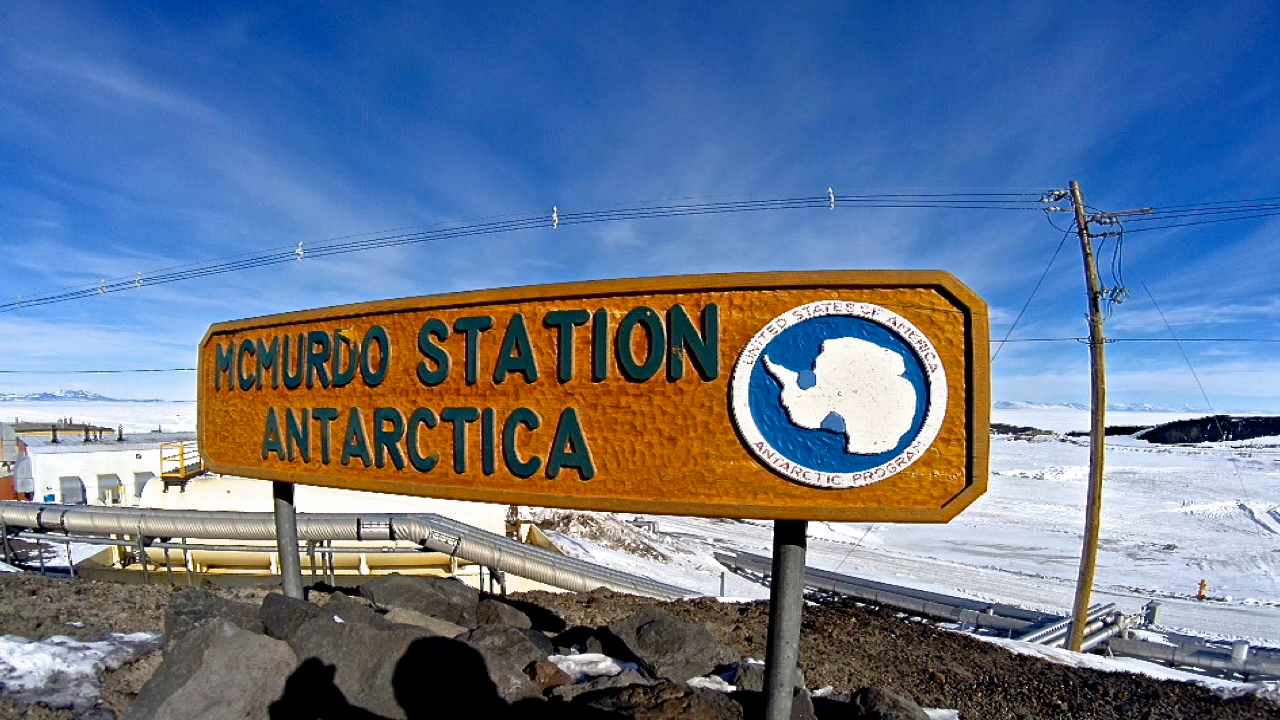 MCMURDO STATION
ANTARCTICA
UNITED STATES OF AMERICA
ANTARCTIC PROGRAM